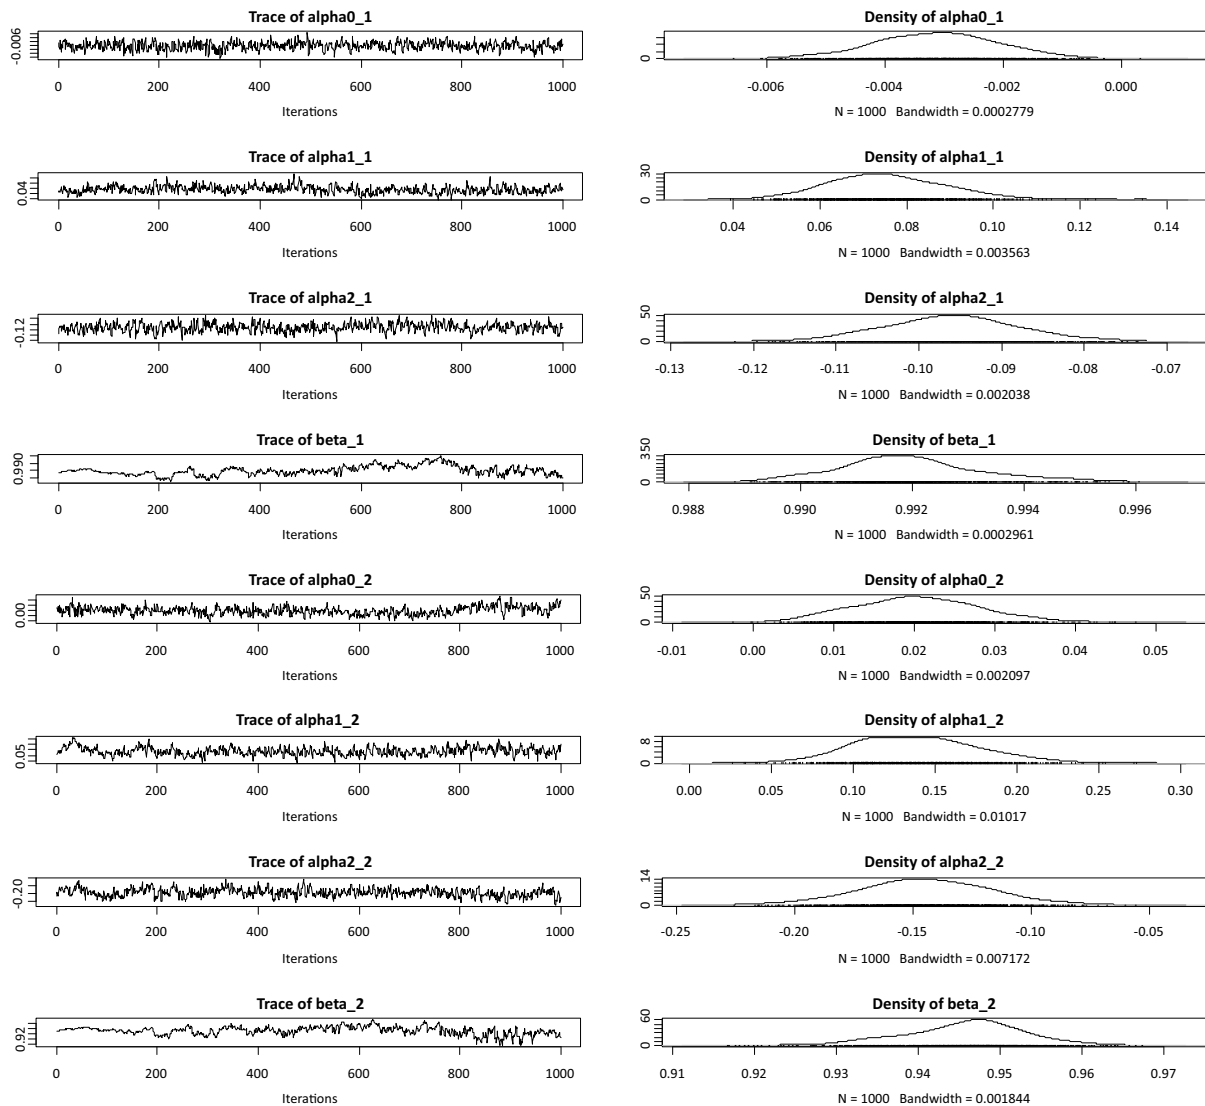 Trace of alpha0_1
-0.006
0 200 400 600 800 1000
Iterations
Density of alpha0_1
0
-0.006 -0.004 -0.002 0.000
N = 1000 Bandwidth = 0.0002779
Trace of alpha1_1
0.04
0 200 400 600 800 1000
Iterations
Density of alpha1_1
0 30
0.04 0.06 0.08 0.10 0.12 0.14
N = 1000 Bandwidth = 0.003563
Trace of alpha2_1
-0.12
0 200 400 600 800 1000
Iterations
Density of alpha2_1
0 50
-0.13 -0.12 -0.11 -0.10 -0.09 -0.08 -0.07
N = 1000 Bandwidth = 0.002038
Trace of beta_1
0.990
0 200 400 600 800 1000
Iterations
Density of beta_1
0 350
0.988 0.990 0.992 0.994 0.996
N = 1000 Bandwidth = 0.0002961
Trace of alpha0_2
0.00
0 200 400 600 800 1000
Iterations
Density of alpha0_2
0 50
-0.01 0.00 0.01 0.02 0.03 0.04 0.05
N = 1000 Bandwidth = 0.002097
Trace of alpha1_2
0.05
0 200 400 600 800 1000
Iterations
Density of alpha1_2
0 8
0.00 0.05 0.10 0.15 0.20 0.25 0.30
N = 1000 Bandwidth = 0.01017
Trace of alpha2_2
-0.20
0 200 400 600 800 1000
Iterations
Density of alpha2_2
0 14
-0.25 -0.20 -0.15 -0.10 -0.05
N = 1000 Bandwidth = 0.007172
Trace of beta_2
0.92
0 200 400 600 800 1000
Iterations
Density of beta_2
0 60
0.91 0.92 0.93 0.94 0.95 0.96 0.97
N = 1000 Bandwidth = 0.001844